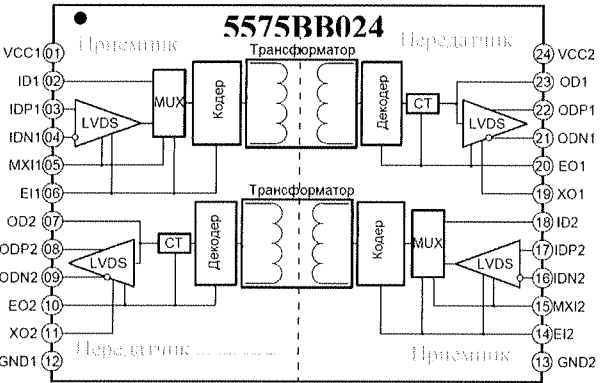 5575ВВ024
Приемник
Передатчик
Трансформатор
VCC1 01
ID1 02
IDP1 03
IDN1 04
MXI1 05
EI1 06
OD2 07
ODP2 08
ODN2 09
EO2 10
XO2 11
GND1 12
LVDS
MUX
Кодер
Декодер
СТ
LVDS
24 VCC2
23 OD1
22 ODP1
21 ODN1
20 EO1
19 XO1
18 ID2
17 IDP2
16 IDN2
15 MXI2
14 EI2
13 GND2
Трансформатор
LVDS
СТ
Декодер
Кодер
MUX
LVDS
Передатчик
Приемник